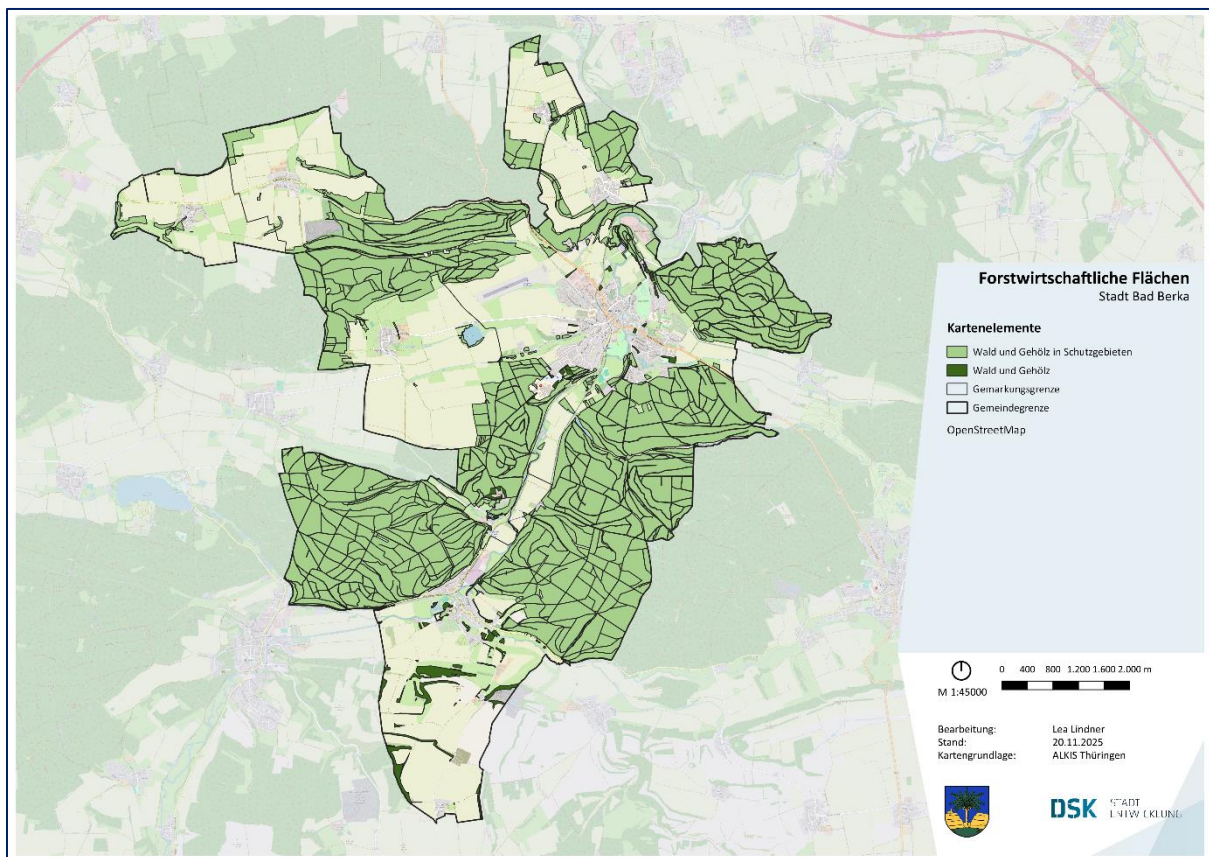 Forstwirtschaftliche Flächen
Stadt Bad Berka
Kartenelemente
Wald und Gehölz in Schutzgebieten
Wald und Gehölz
Gemarkungsgrenze
Gemeindegrenze
OpenStreetMap
0 400 800 1.200 1.600 2.000 m
M 1:45000
Bearbeitung: Lea Lindner
Stand: 20.11.2025
Kartengrundlage: ALKIS Thüringen
DSK STADT
ENTWICKLUNG